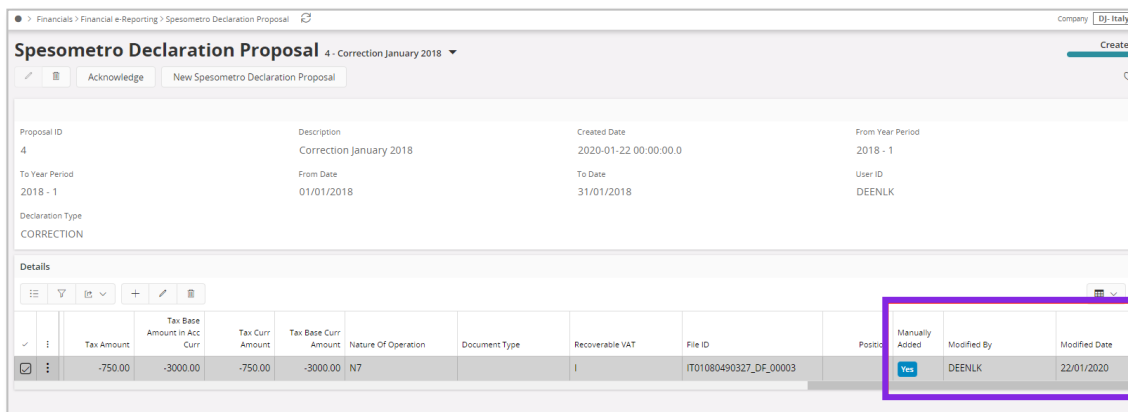 > Financials > Financial e-Reporting > Spesometro Declaration Proposal
Company DJ- Italy
Spesometro Declaration Proposal 4 - Correction January 2018
Create
Acknowledge New Spesometro Declaration Proposal
Proposal ID Description Created Date From Year Period
4 Correction January 2018 2020-01-22 00:00:00.0 2018 - 1
To Year Period From Date To Date User ID
2018 - 1 01/01/2018 31/01/2018 DEENLK
Declaration Type
CORRECTION
Details
Tax Base
Amount in Acc Tax Curr Tax Base Curr Manually
Tax Amount Curr Amount Amount Nature Of Operation Document Type Recoverable VAT File ID Position Added Modified By Modified Date
-750.00 -3000.00 -750.00 -3000.00 N7 I IT01080490327_DF_00003 Yes DEENLK 22/01/2020